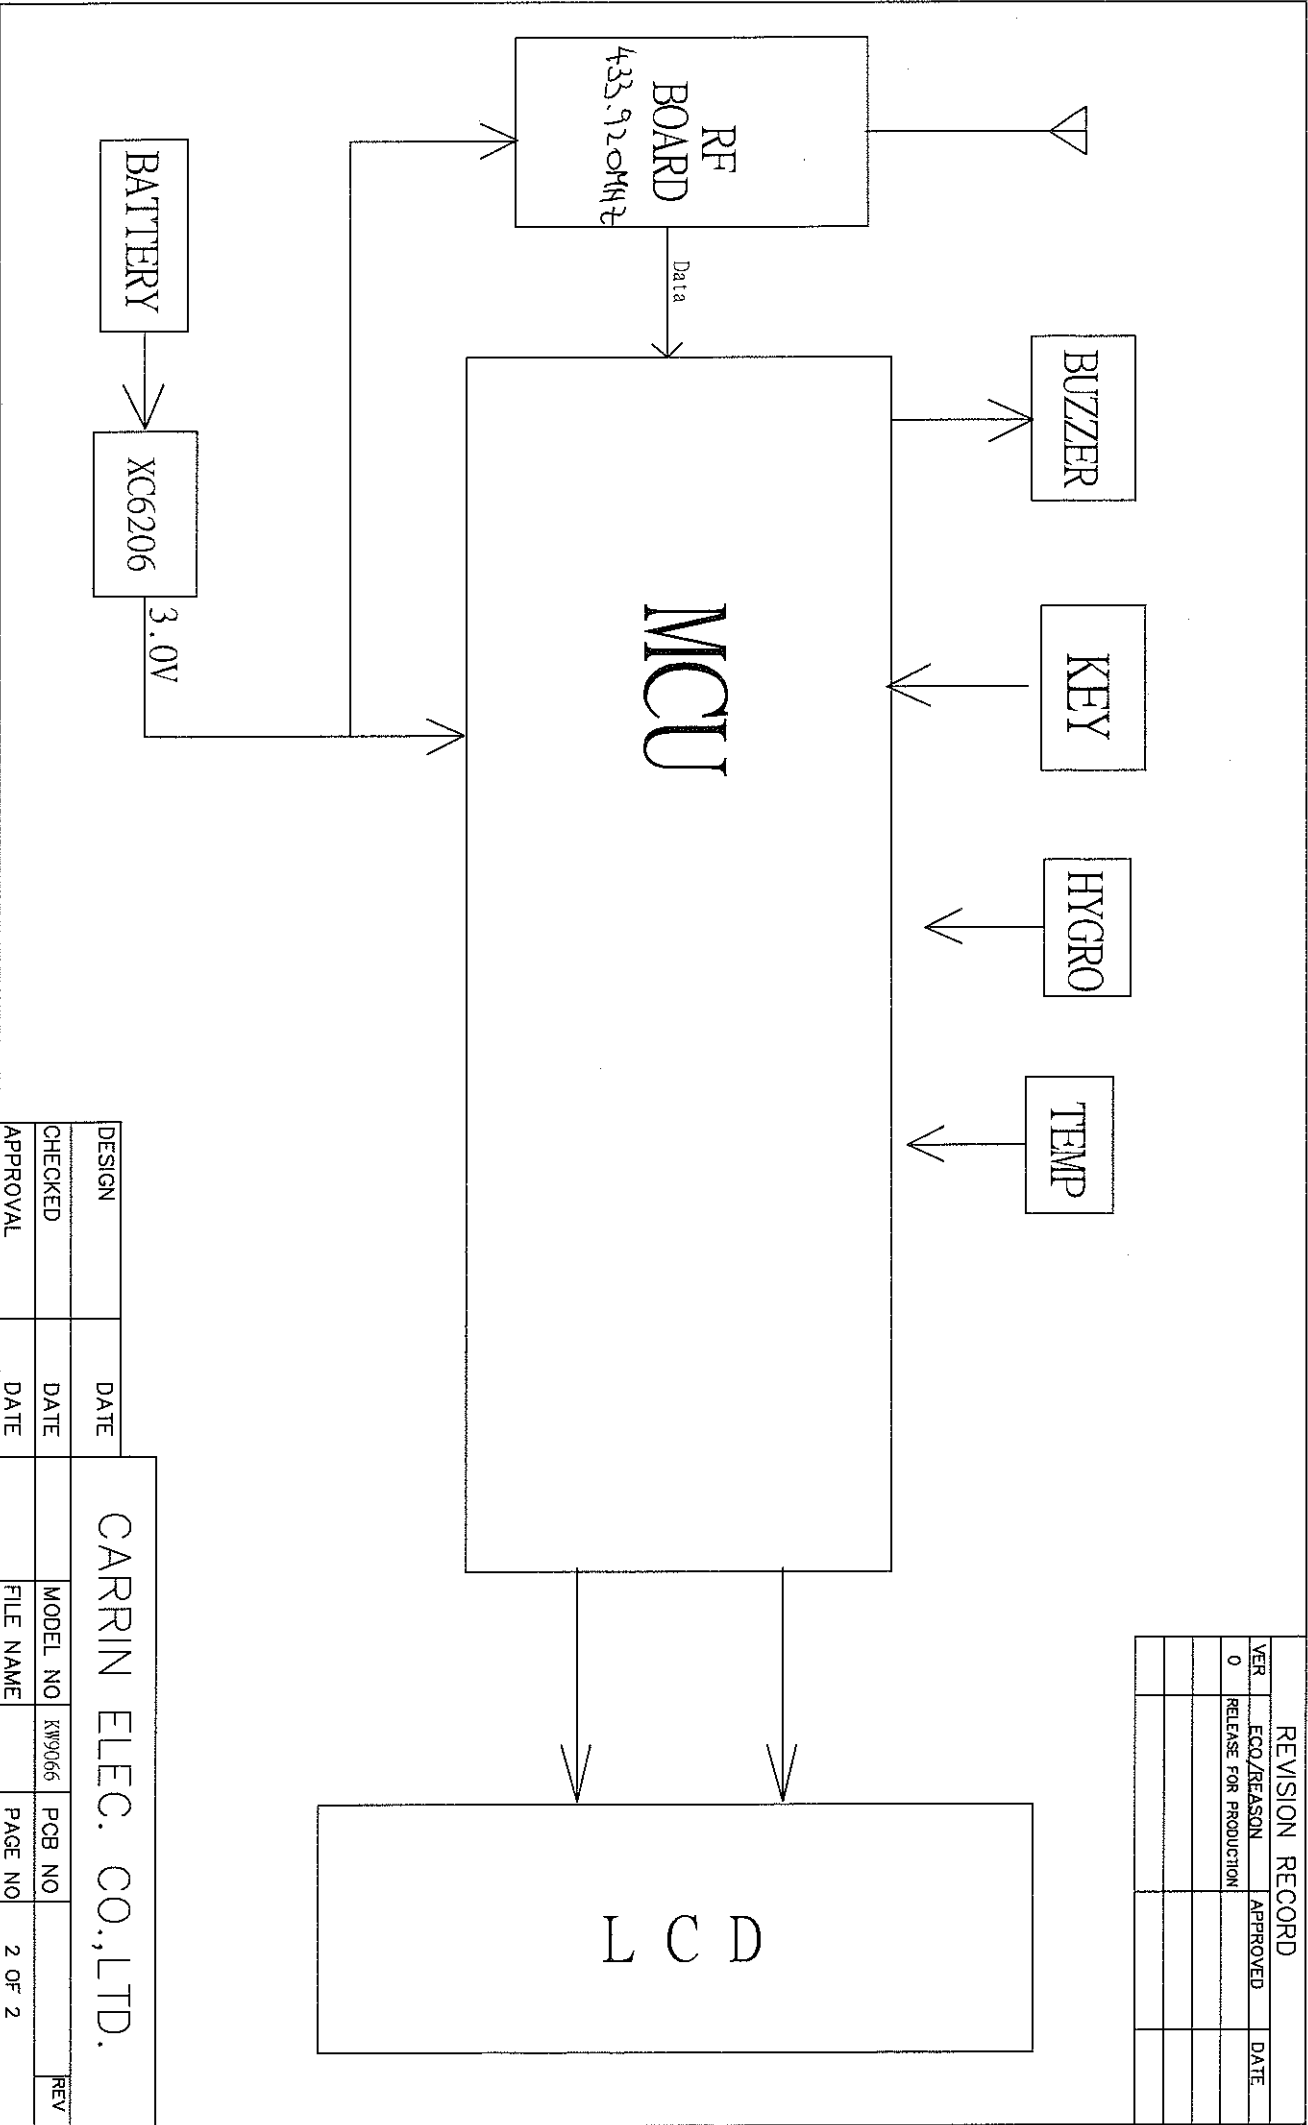 REVISION RECORD
VER ECO/REASON APPROVED DATE
0 RELEASE FOR PRODUCTION
BUZZER
KEY
HYGRO
TEMP
RF
BOARD
433.920MHz
Data
MCU
L C D
BATTERY
XC6206
3.0V
DESIGN DATE
CARRIN ELEC. CO.,LTD.
CHECKED DATE MODEL NO KW9066 PCB NO REV
APPROVAL DATE FILE NAME PAGE NO 2 OF 2